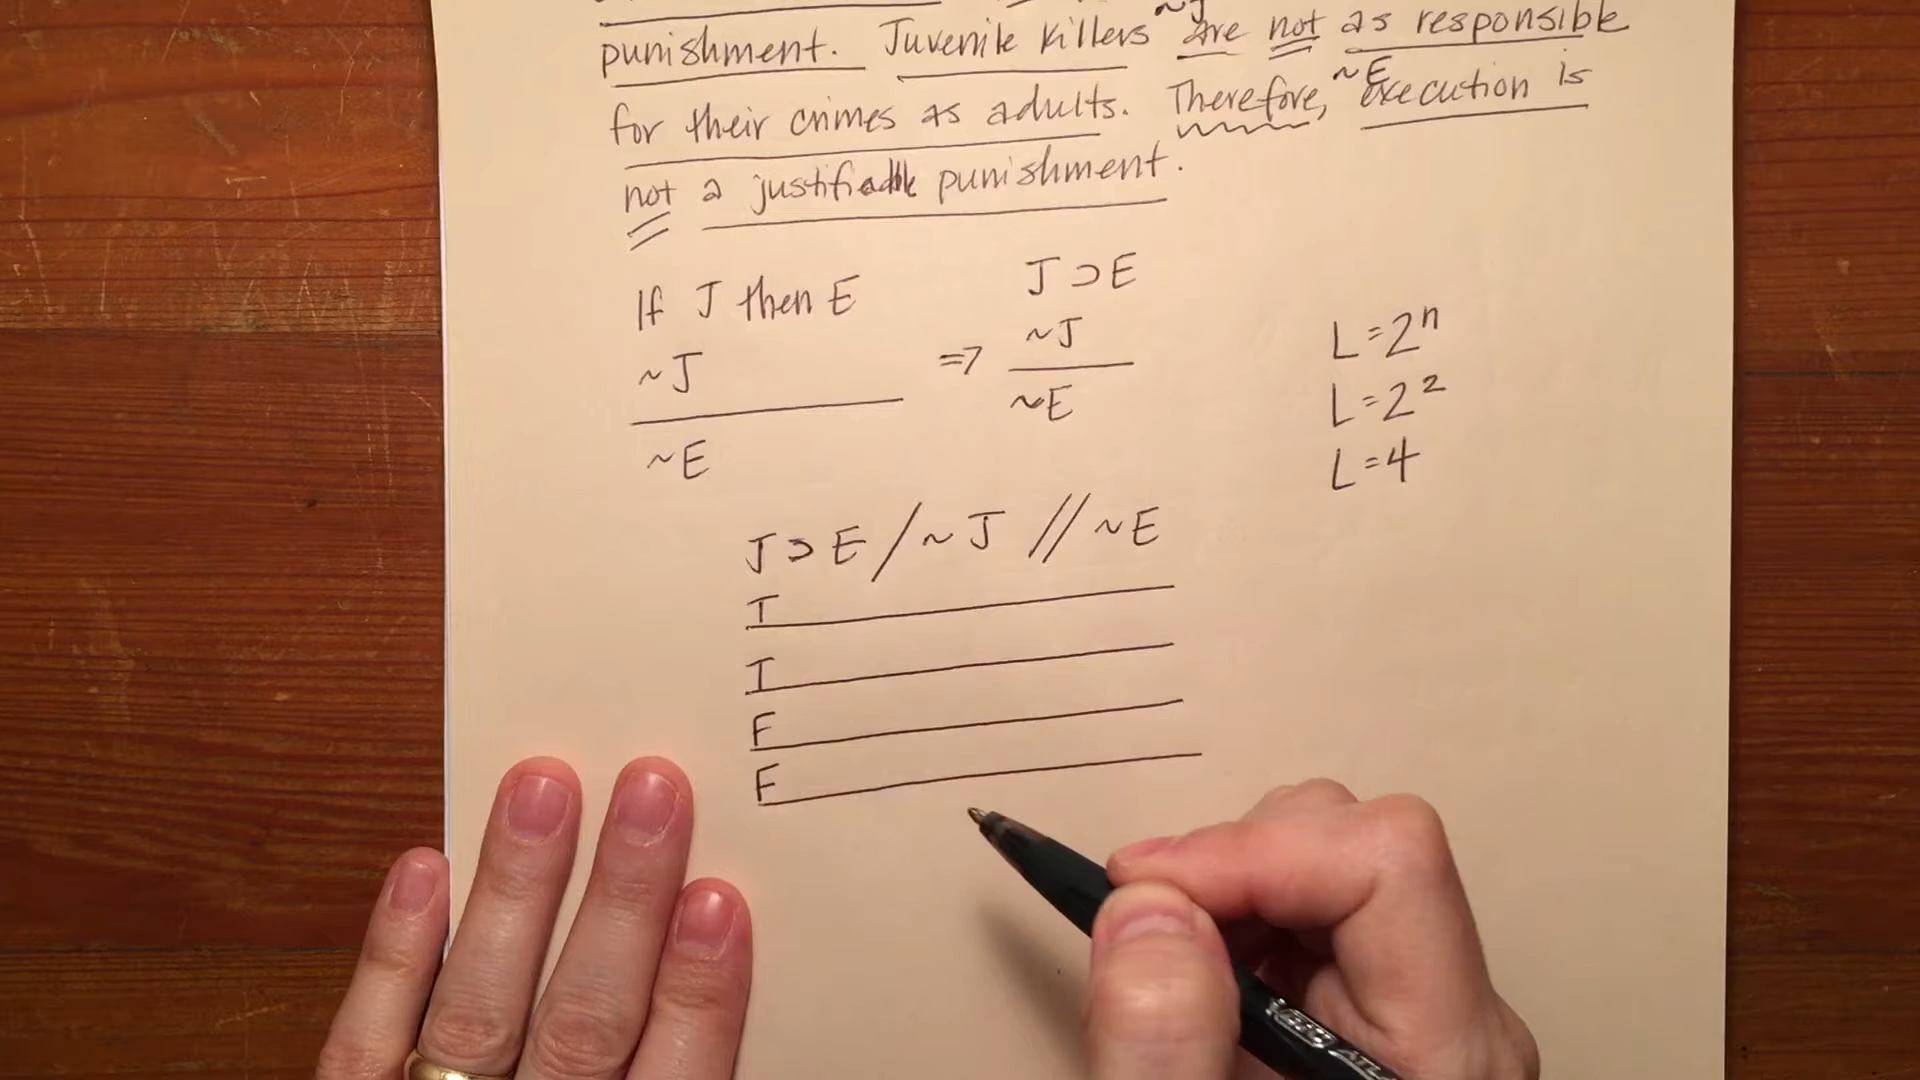 punishment. Juvenile killers ~J are not as responsible
for their crimes as adults. Therefore, ~E execution is
not a justifiable punishment.
If J then E
~J
~E
=>
J ⊃ E
~J
~E
L=2ⁿ
L=2²
L=4
J ⊃ E / ~J // ~E
T
T
F
F